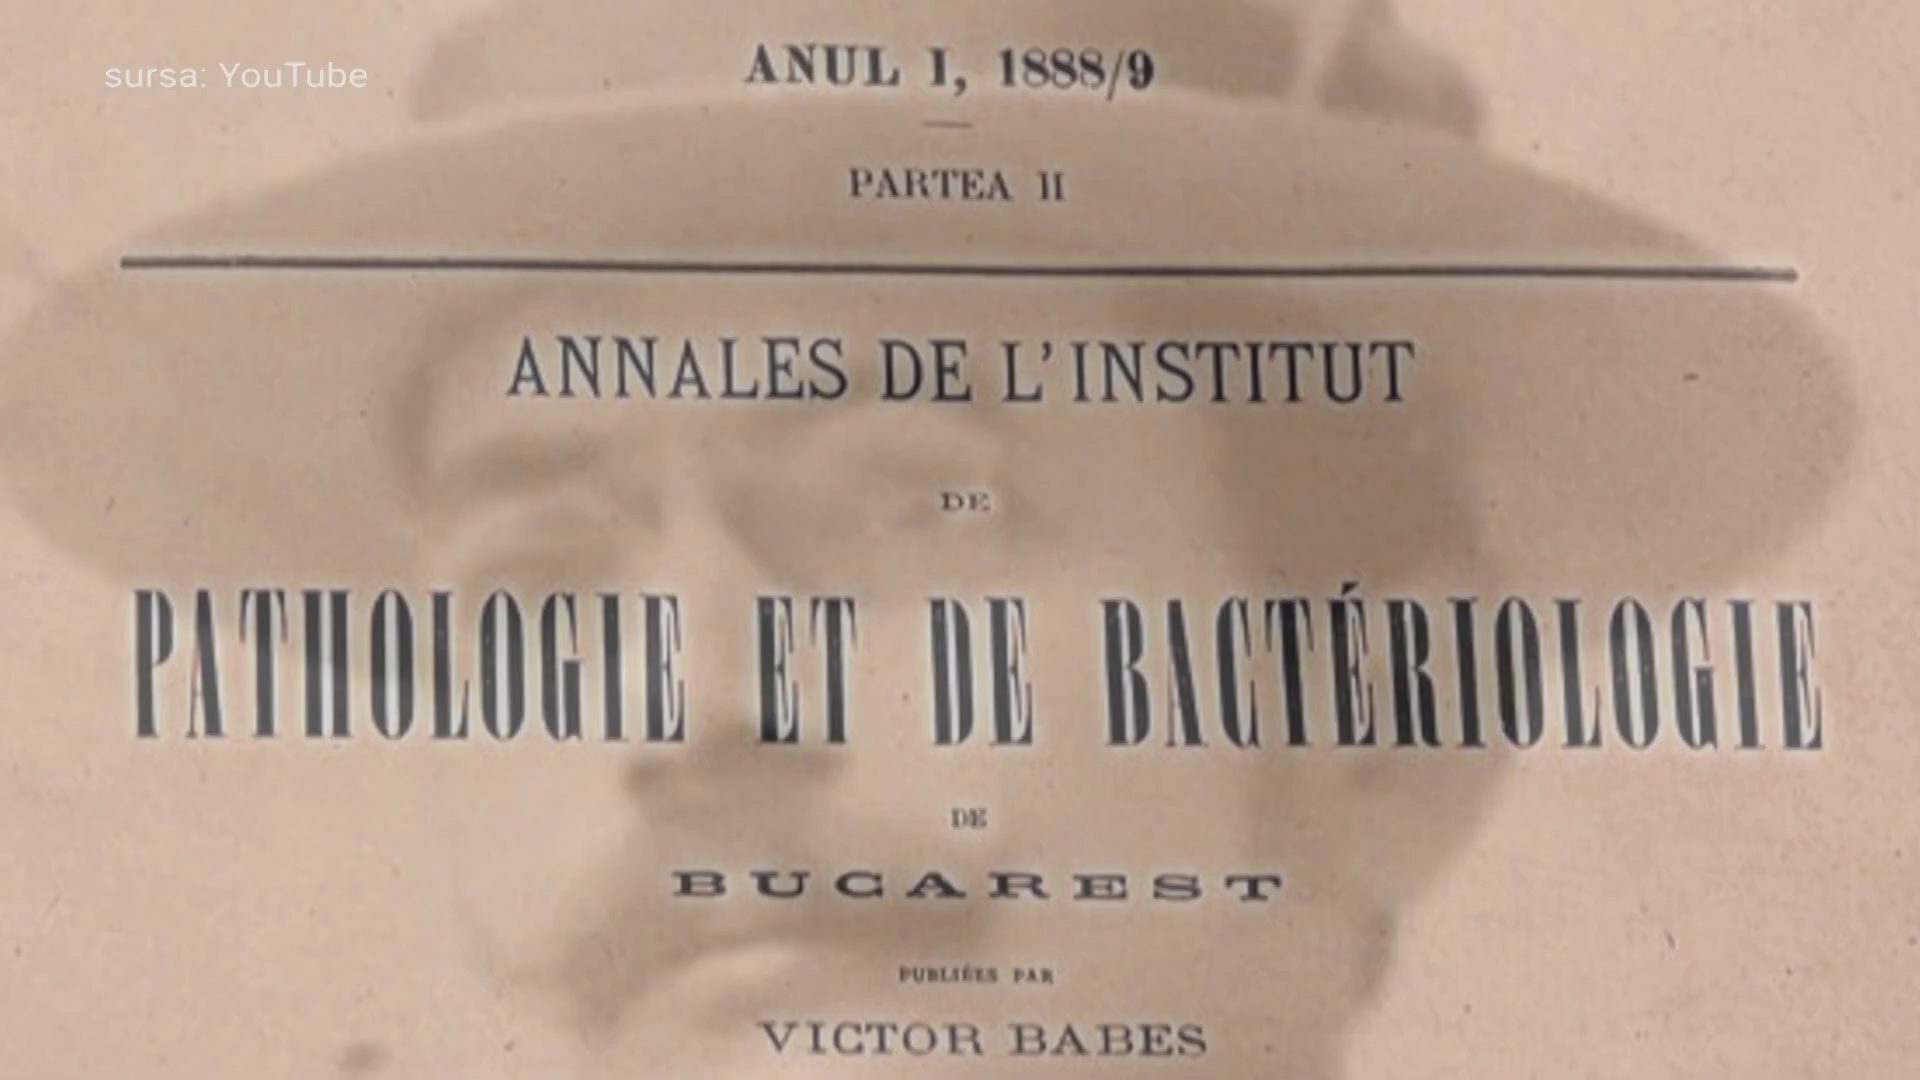 sursa: YouTube
ANUL I, 1888/9
PARTEA II
ANNALES DE L'INSTITUT
DE
PATHOLOGIE ET DE BACTÉRIOLOGIE
DE
BUCAREST
PUBLIÉES PAR
VICTOR BABES